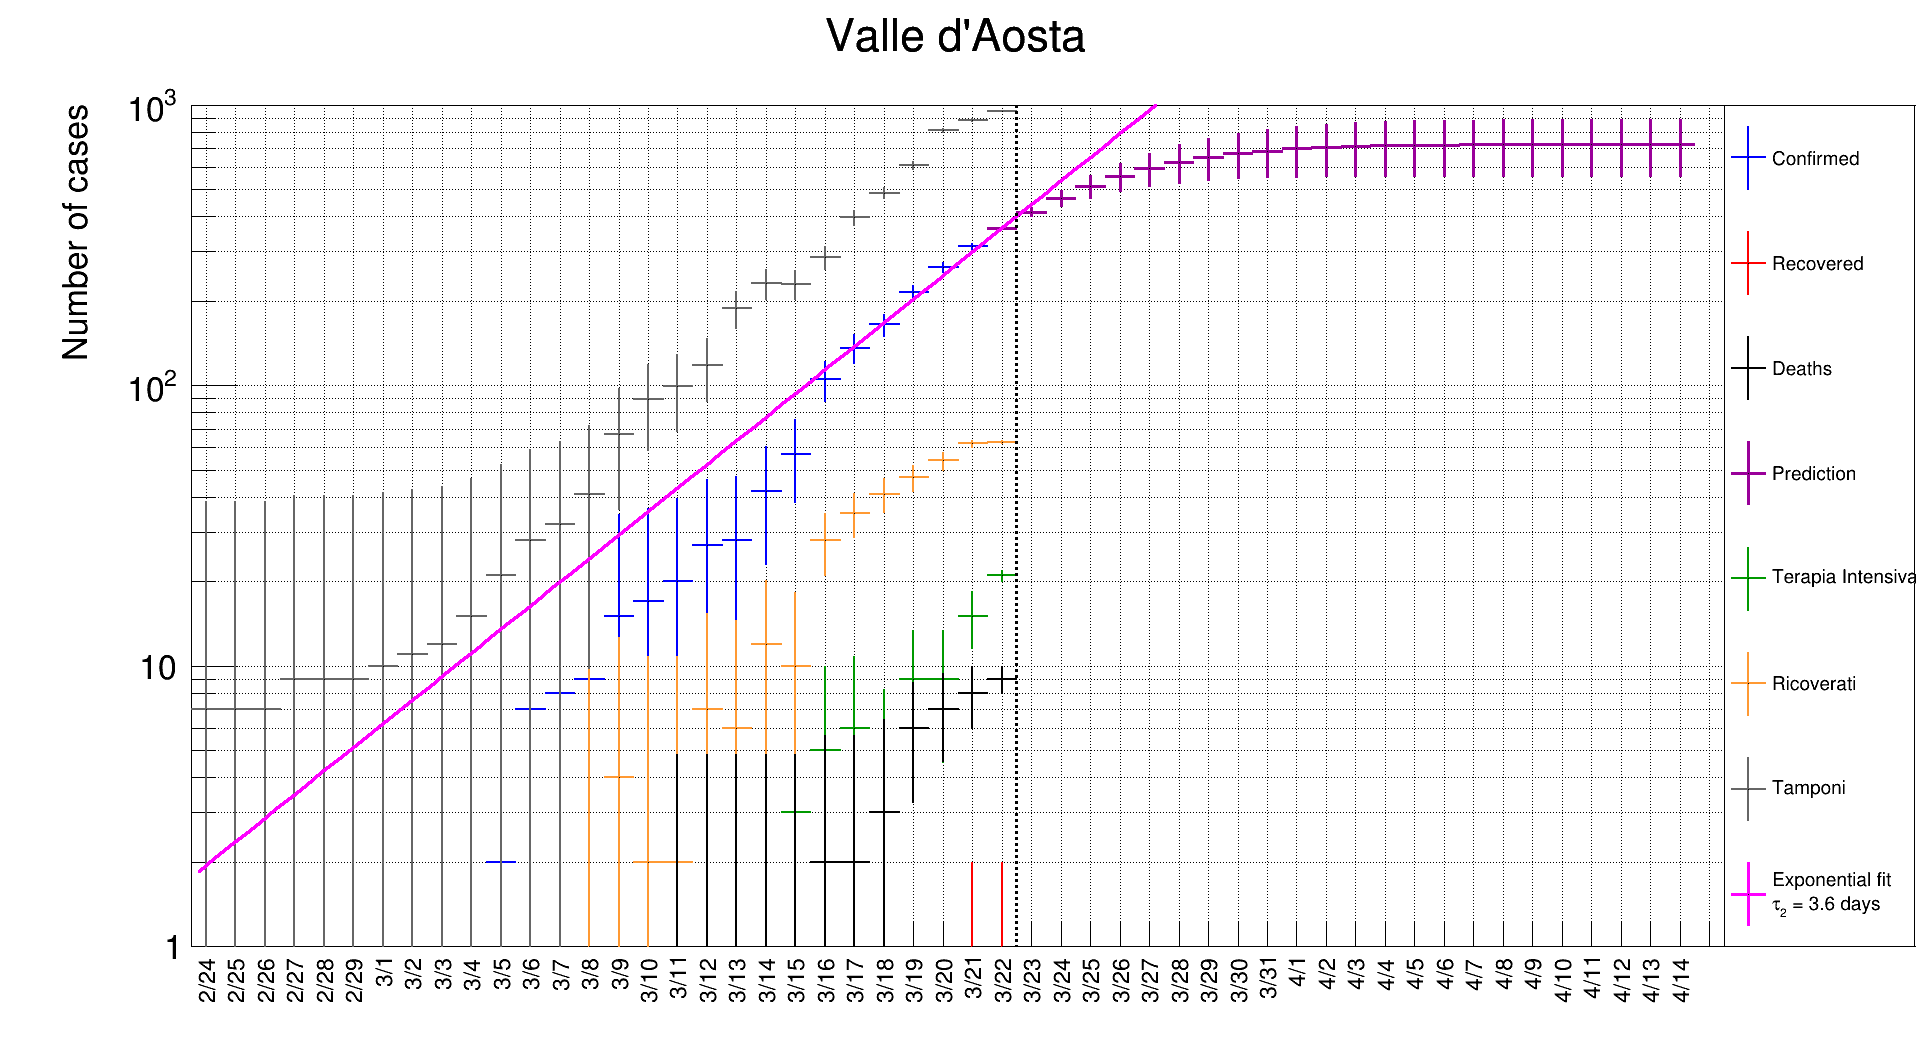 Valle d'Aosta
Number of cases
10³
10²
10
1
2/24 2/25 2/26 2/27 2/28 2/29 3/1 3/2 3/3 3/4 3/5 3/6 3/7 3/8 3/9 3/10 3/11 3/12 3/13 3/14 3/15 3/16 3/17 3/18 3/19 3/20 3/21 3/22 3/23 3/24 3/25 3/26 3/27 3/28 3/29 3/30 3/31 4/1 4/2 4/3 4/4 4/5 4/6 4/7 4/8 4/9 4/10 4/11 4/12 4/13 4/14
Confirmed
Recovered
Deaths
Prediction
Terapia Intensiva
Ricoverati
Tamponi
Exponential fit
τ₂ = 3.6 days